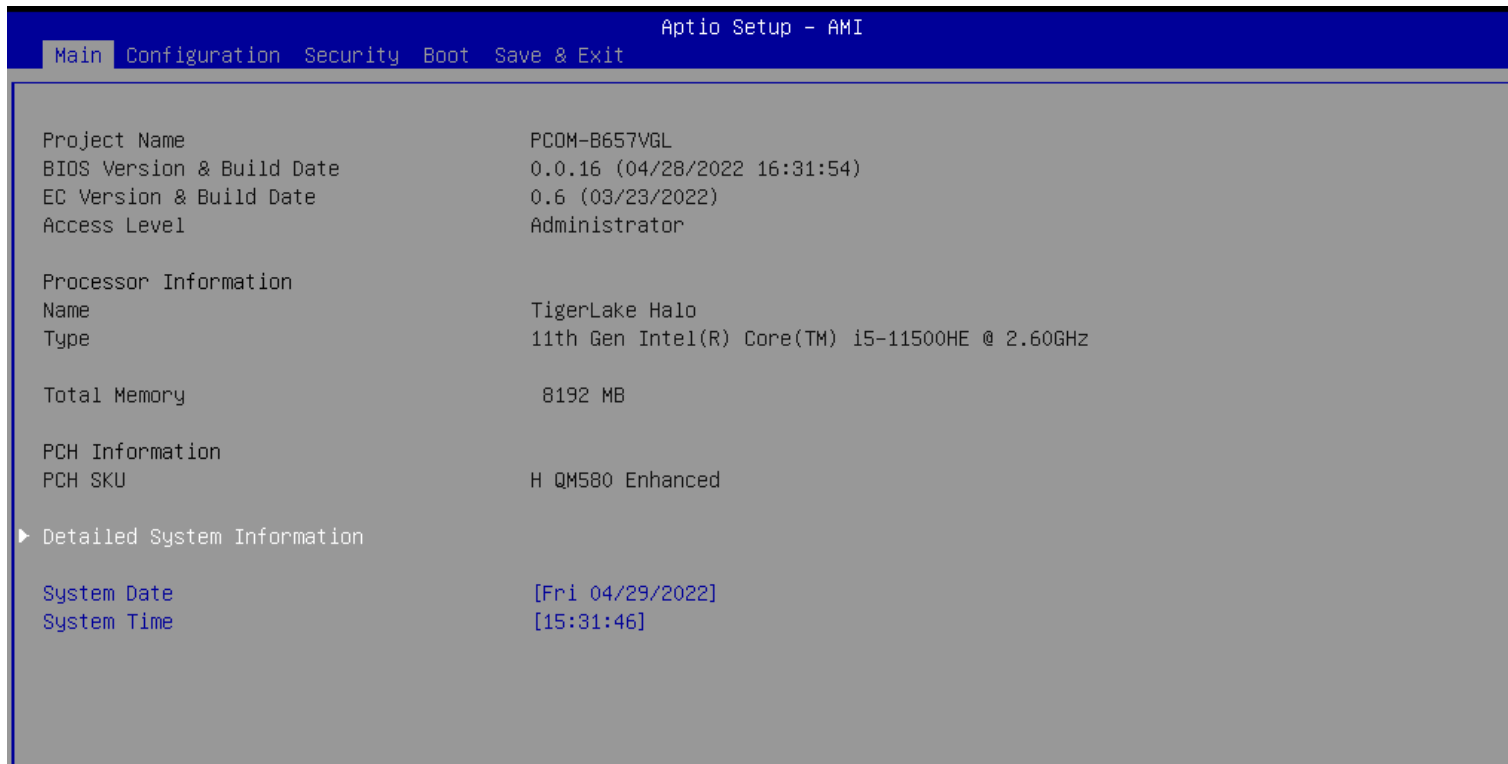 Aptio Setup - AMI
Main Configuration Security Boot Save & Exit
Project Name PCOM-B657VGL
BIOS Version & Build Date 0.0.16 (04/28/2022 16:31:54)
EC Version & Build Date 0.6 (03/23/2022)
Access Level Administrator
Processor Information
Name TigerLake Halo
Type 11th Gen Intel(R) Core(TM) i5-11500HE @ 2.60GHz
Total Memory 8192 MB
PCH Information
PCH SKU H QM580 Enhanced
Detailed System Information
System Date [Fri 04/29/2022]
System Time [15:31:46]